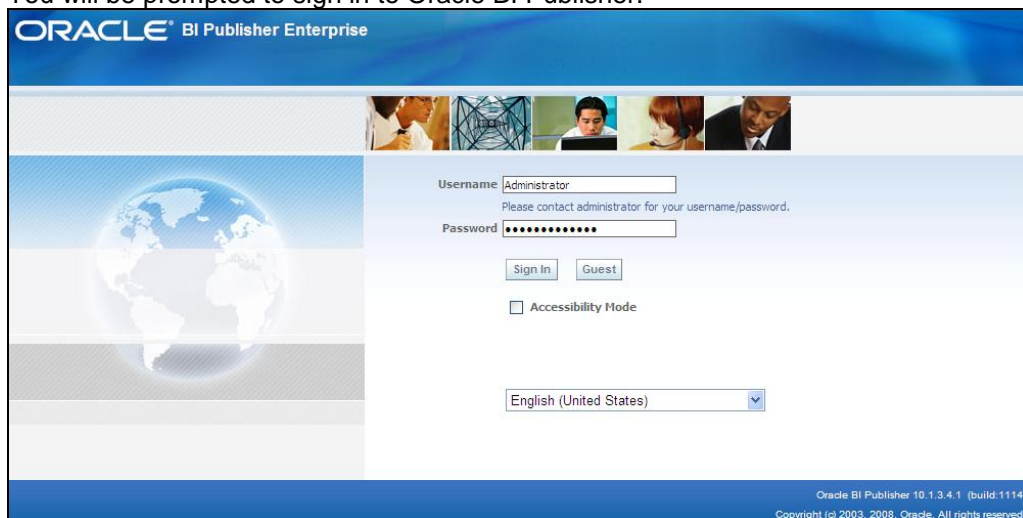 You will be prompted to sign in to Oracle BI Publisher.
ORACLE® BI Publisher Enterprise
Username Administrator
Please contact administrator for your username/password.
Password •••••••••••••
Sign In Guest
Accessibility Mode
English (United States)
Oracle BI Publisher 10.1.3.4.1 (build:1114
Copyright (c) 2003, 2008, Oracle. All rights reserved